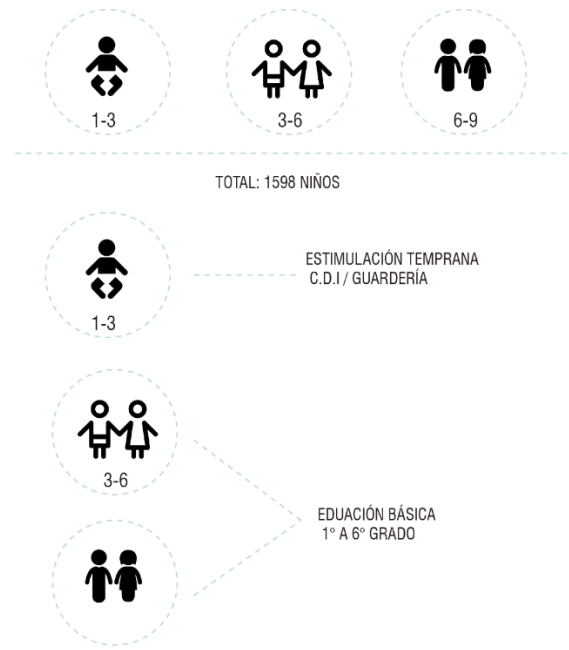 1-3
3-6
6-9
TOTAL: 1598 NIÑOS
1-3
ESTIMULACIÓN TEMPRANA
C.D.I / GUARDERÍA
3-6
EDUACIÓN BÁSICA
1° A 6° GRADO